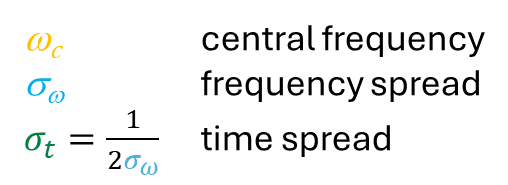 ω_c central frequency
σ_ω frequency spread
σ_t = 1/(2σ_ω) time spread